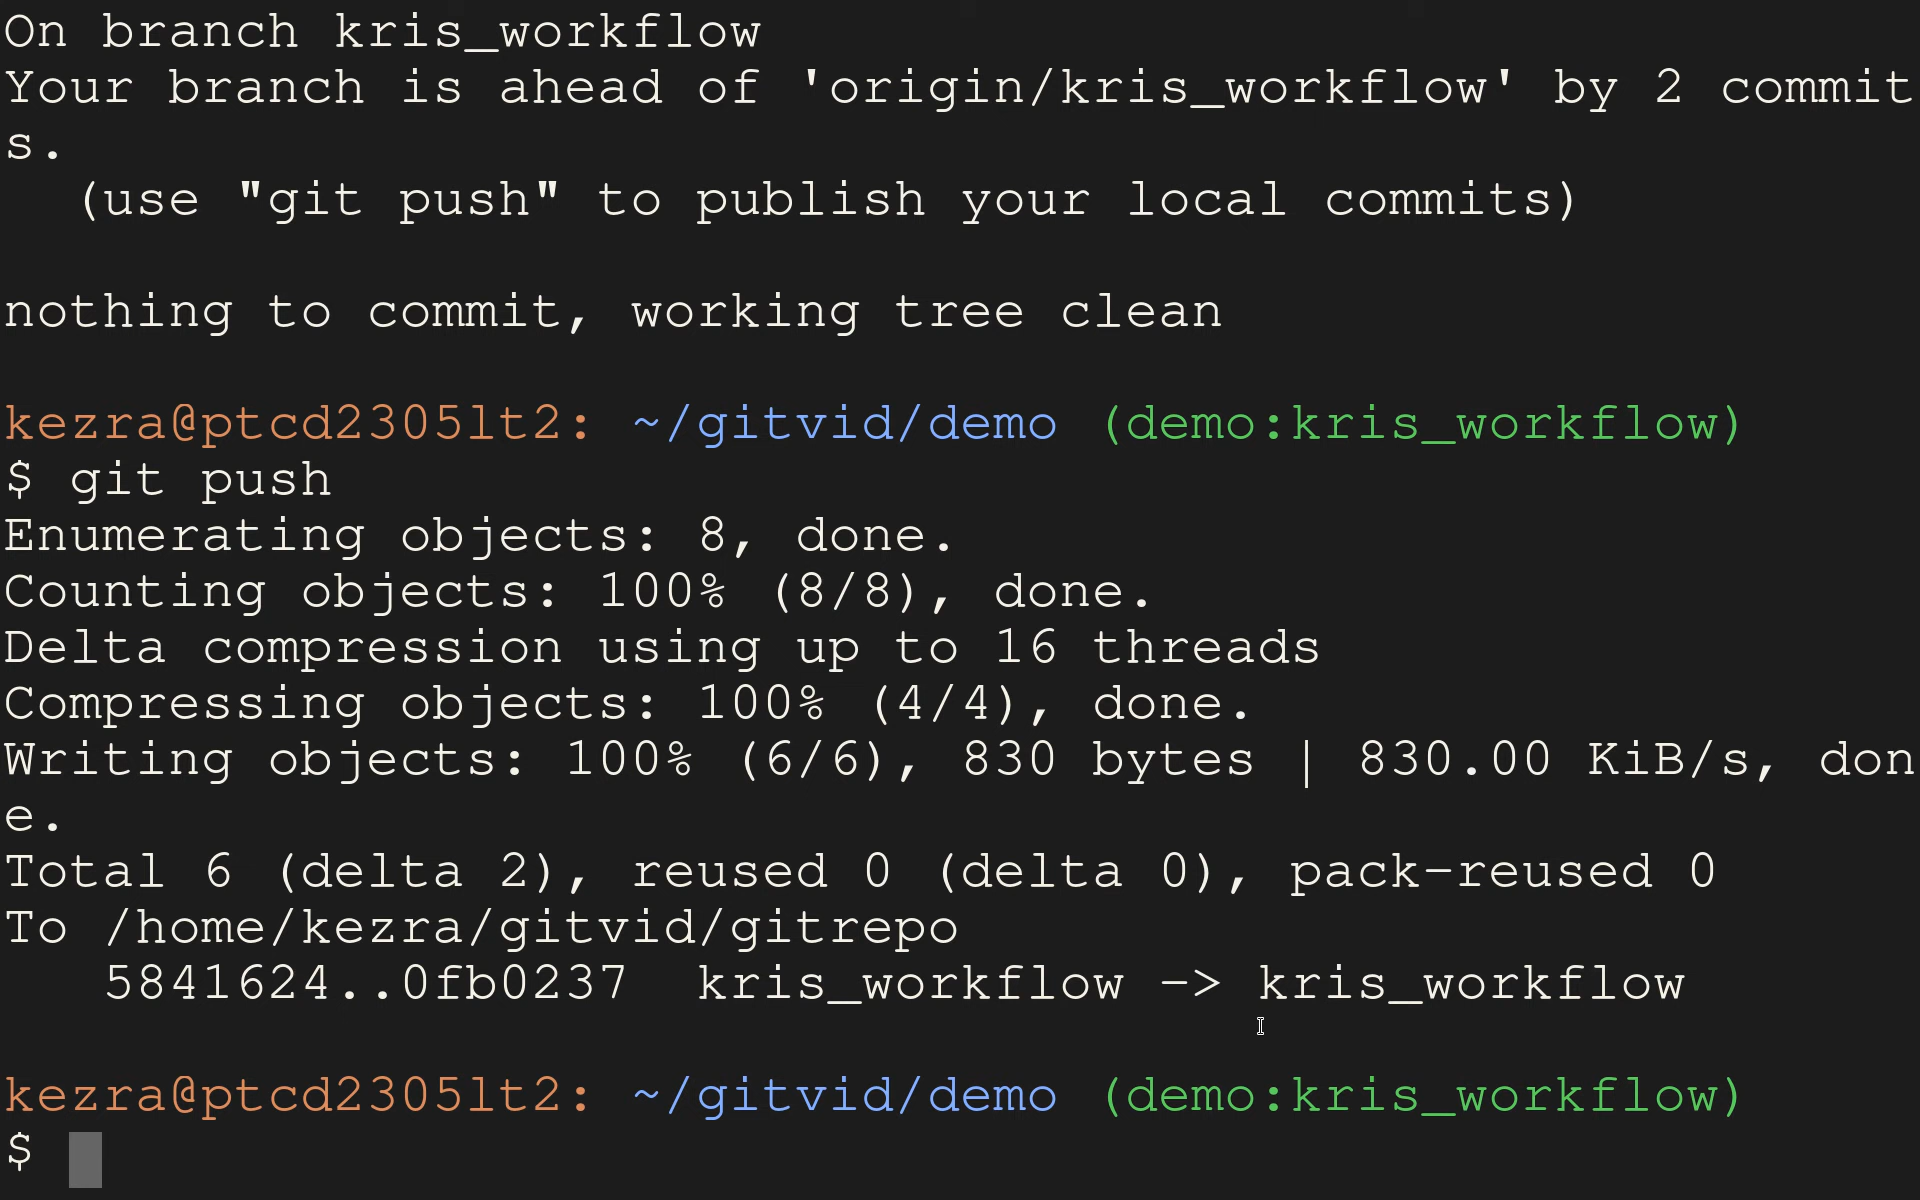 On branch kris_workflow
Your branch is ahead of 'origin/kris_workflow' by 2 commit
s.
  (use "git push" to publish your local commits)
nothing to commit, working tree clean
kezra@ptcd2305lt2: ~/gitvid/demo (demo:kris_workflow)
$ git push
Enumerating objects: 8, done.
Counting objects: 100% (8/8), done.
Delta compression using up to 16 threads
Compressing objects: 100% (4/4), done.
Writing objects: 100% (6/6), 830 bytes | 830.00 KiB/s, don
e.
Total 6 (delta 2), reused 0 (delta 0), pack-reused 0
To /home/kezra/gitvid/gitrepo
   5841624..0fb0237  kris_workflow -> kris_workflow
kezra@ptcd2305lt2: ~/gitvid/demo (demo:kris_workflow)
$